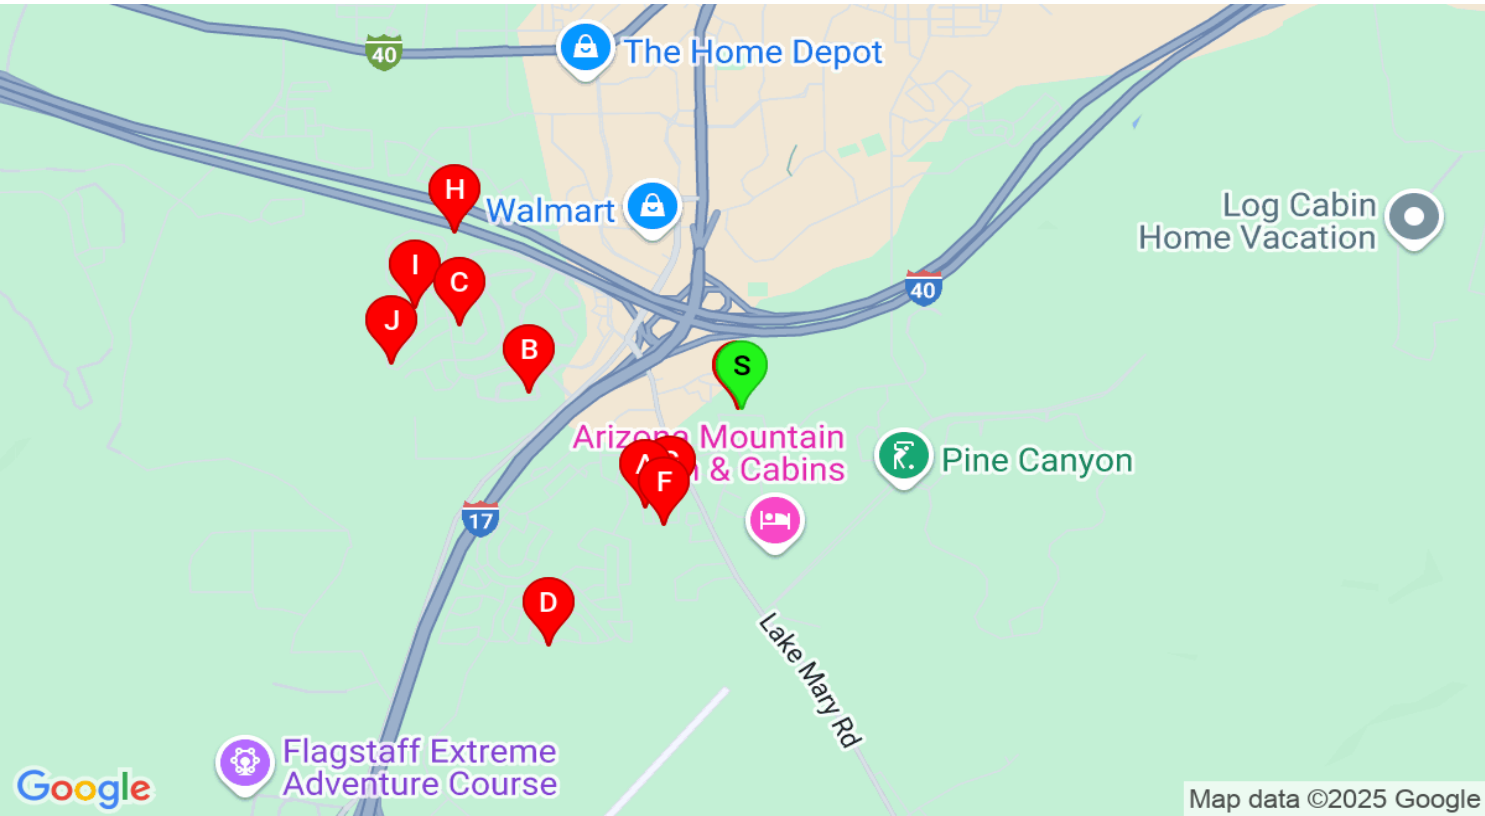 40
The Home Depot
H
Walmart
Log Cabin
Home Vacation
I
C
40
J
B
S
Arizona Mountain
& Cabins
A
F
Pine Canyon
17
D
Lake Mary Rd
Flagstaff Extreme
Adventure Course
Google
Map data ©2025 Google